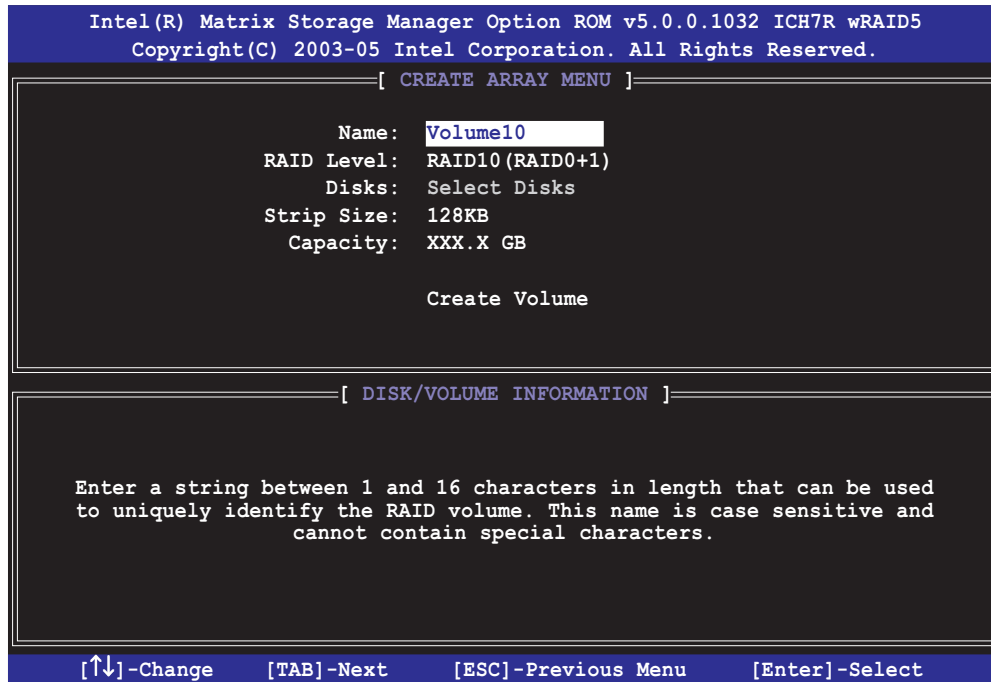 Intel(R) Matrix Storage Manager Option ROM v5.0.0.1032 ICH7R wRAID5
Copyright(C) 2003-05 Intel Corporation. All Rights Reserved.
[ CREATE ARRAY MENU ]
Name: Volume10
RAID Level: RAID10(RAID0+1)
Disks: Select Disks
Strip Size: 128KB
Capacity: XXX.X GB
Create Volume
[ DISK/VOLUME INFORMATION ]
Enter a string between 1 and 16 characters in length that can be used
to uniquely identify the RAID volume. This name is case sensitive and
cannot contain special characters.
[↑↓]-Change [TAB]-Next [ESC]-Previous Menu [Enter]-Select